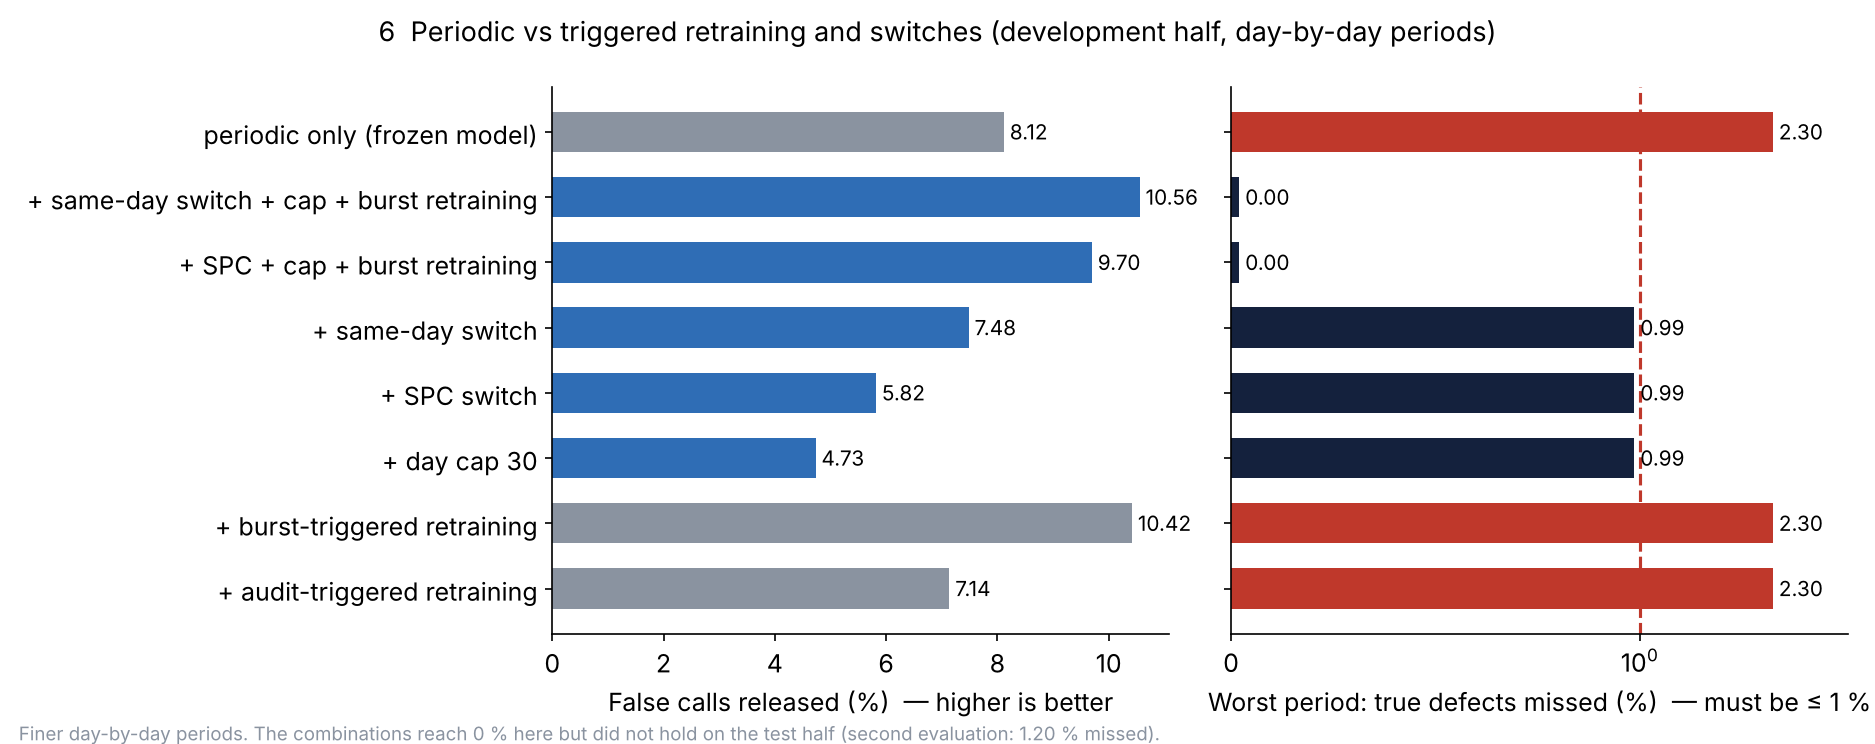 6 Periodic vs triggered retraining and switches (development half, day-by-day periods)
periodic only (frozen model) 8.12 2.30
+ same-day switch + cap + burst retraining 10.56 0.00
+ SPC + cap + burst retraining 9.70 0.00
+ same-day switch 7.48 0.99
+ SPC switch 5.82 0.99
+ day cap 30 4.73 0.99
+ burst-triggered retraining 10.42 2.30
+ audit-triggered retraining 7.14 2.30
0 2 4 6 8 10 0 10⁰
False calls released (%) — higher is better Worst period: true defects missed (%) — must be ≤ 1 %
Finer day-by-day periods. The combinations reach 0 % here but did not hold on the test half (second evaluation: 1.20 % missed).